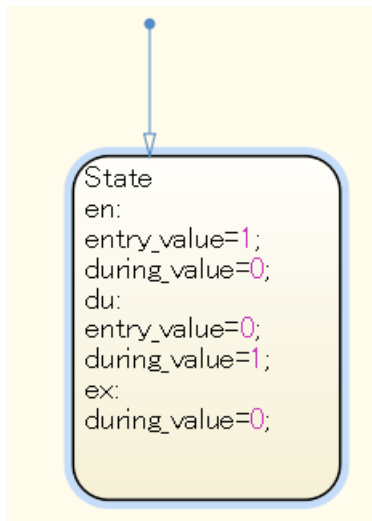 State
en:
entry_value=1;
during_value=0;
du:
entry_value=0;
during_value=1;
ex:
during_value=0;